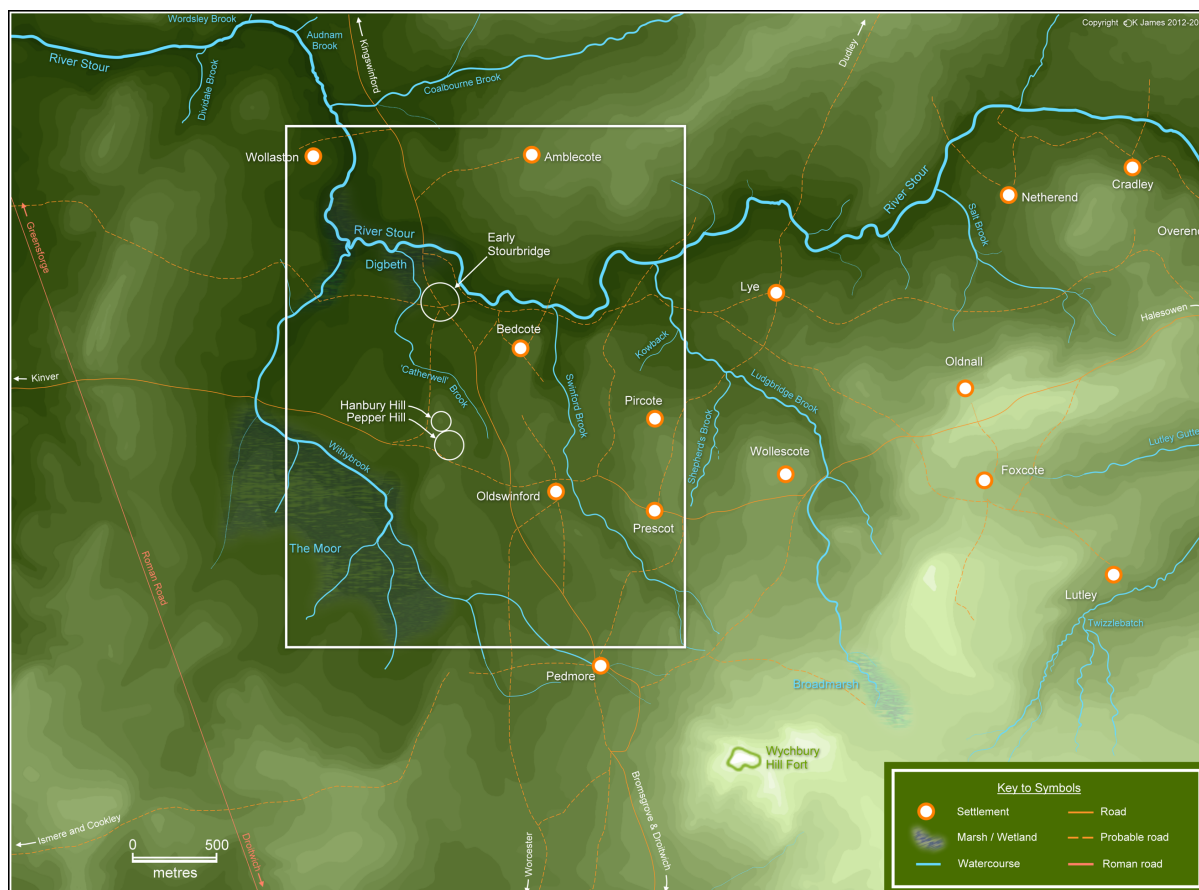 Wordsley Brook
Audnam
Brook
River Stour
Dividale Brook
Kingswinford
Coalbourne Brook
Dudley
Copyright © K James 2012-20
Wollaston
Amblecote
River Stour
Netherend
Cradley
Salt Brook
Overend
Greensforge
River Stour
Digbeth
Early
Stourbridge
Lye
Halesowen
Bedcote
Kowback
Kinver
'Catherwell' Brook
Swinford Brook
Ludgbridge Brook
Oldnall
Hanbury Hill
Pepper Hill
Pircote
Shepherd's Brook
Lutley Gutter
Withybrook
Wollescote
Foxcote
Oldswinford
Prescot
The Moor
Roman Road
Lutley
Twizzlebatch
Pedmore
Broadmarsh
Wychbury
Hill Fort
Ismere and Cookley
Droitwich
0 500
metres
Worcester
Bromsgrove & Droitwich
Key to Symbols
Settlement
Road
Marsh / Wetland
Probable road
Watercourse
Roman road